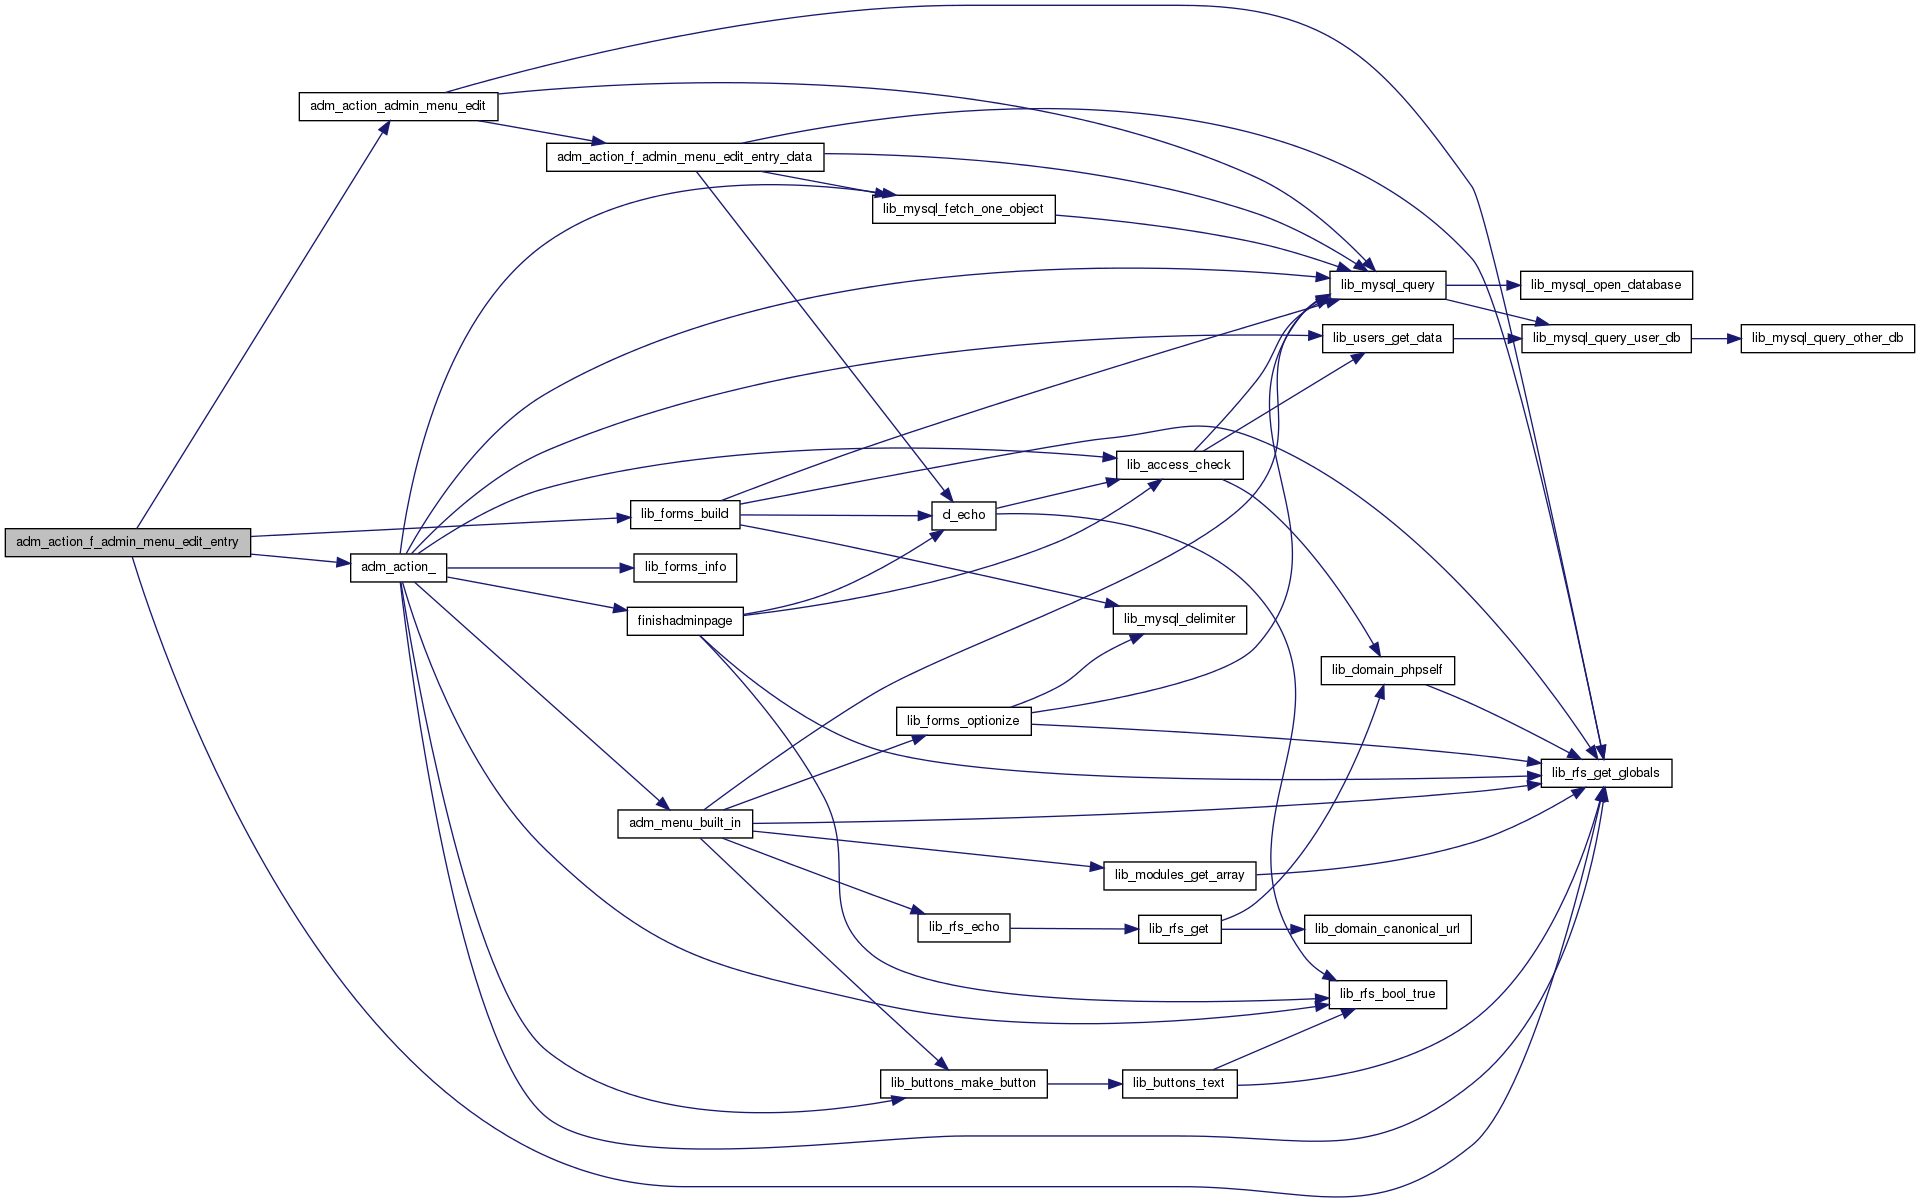 adm_action_admin_menu_edit
adm_action_f_admin_menu_edit_entry_data
lib_mysql_fetch_one_object
lib_mysql_query
lib_mysql_open_database
lib_users_get_data
lib_mysql_query_user_db
lib_mysql_query_other_db
lib_access_check
lib_forms_build
d_echo
adm_action_f_admin_menu_edit_entry
adm_action_
lib_forms_info
finishadminpage
lib_mysql_delimiter
lib_domain_phpself
lib_forms_optionize
lib_rfs_get_globals
adm_menu_built_in
lib_modules_get_array
lib_rfs_echo
lib_rfs_get
lib_domain_canonical_url
lib_rfs_bool_true
lib_buttons_make_button
lib_buttons_text